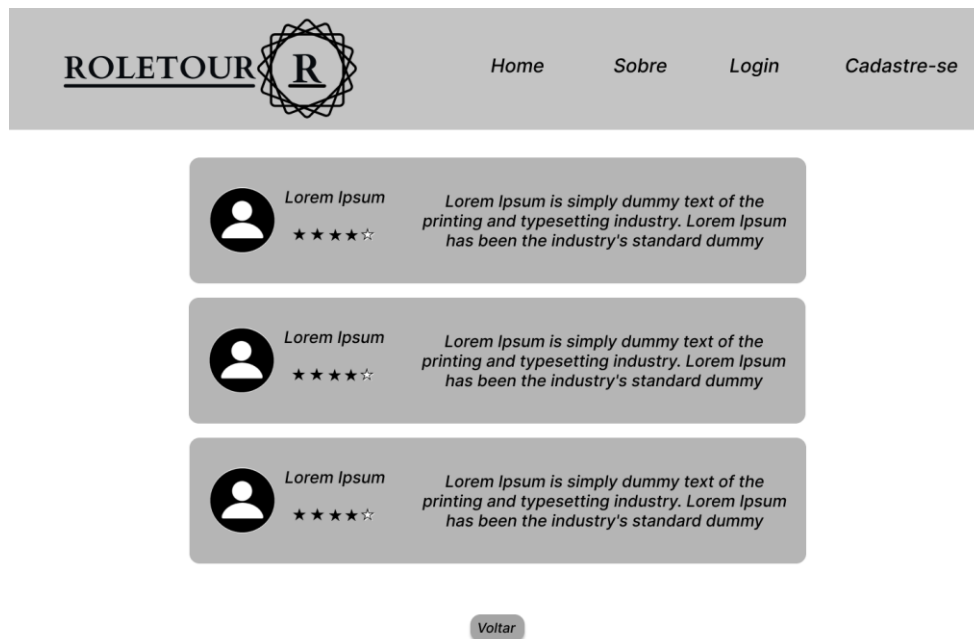 ROLETOUR R Home Sobre Login Cadastre-se
Lorem Ipsum
★★★★☆
Lorem Ipsum is simply dummy text of the
printing and typesetting industry. Lorem Ipsum
has been the industry's standard dummy
Lorem Ipsum
★★★★☆
Lorem Ipsum is simply dummy text of the
printing and typesetting industry. Lorem Ipsum
has been the industry's standard dummy
Lorem Ipsum
★★★★☆
Lorem Ipsum is simply dummy text of the
printing and typesetting industry. Lorem Ipsum
has been the industry's standard dummy
Voltar